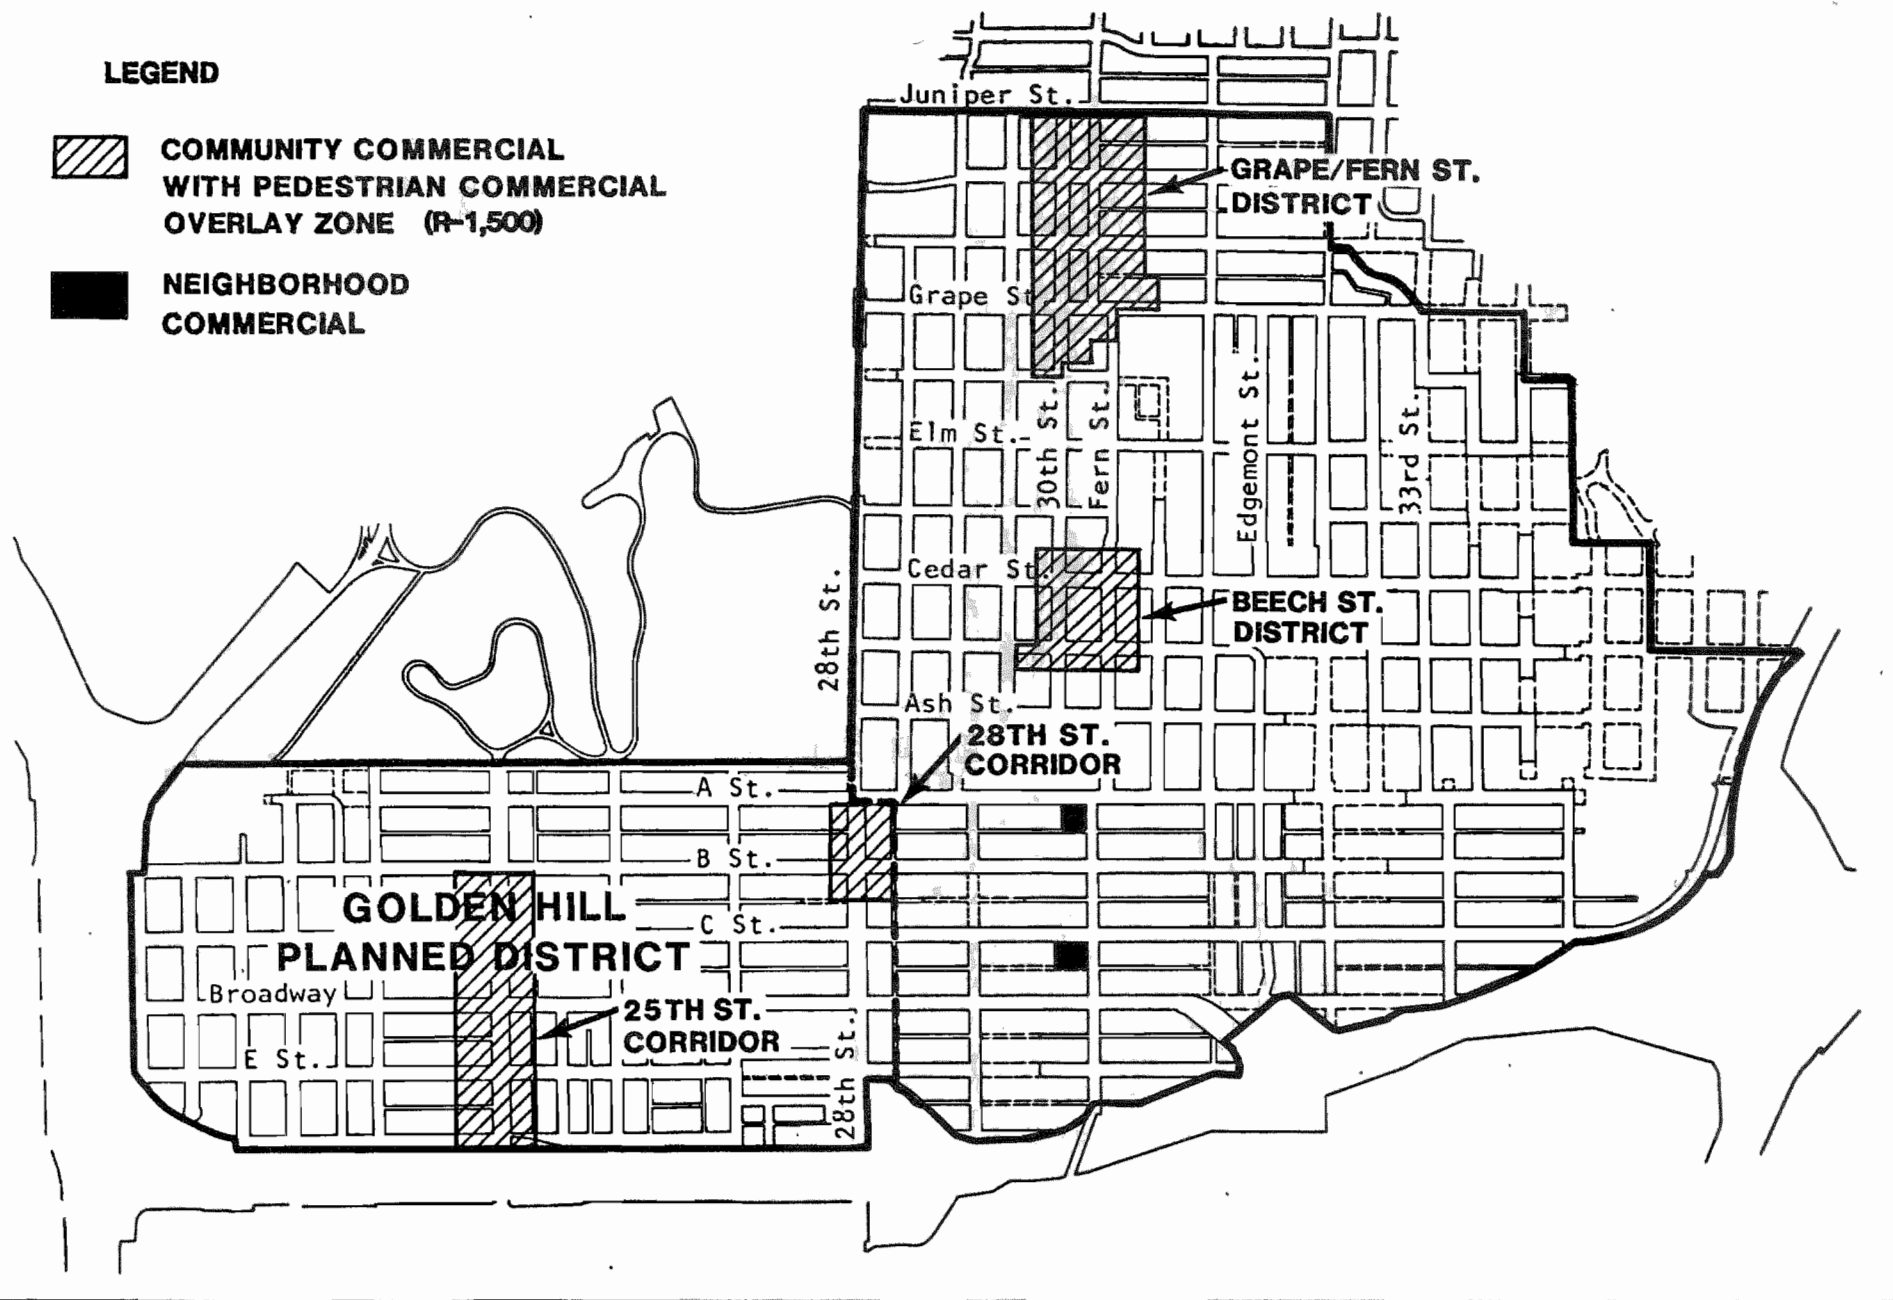 LEGEND
COMMUNITY COMMERCIAL
WITH PEDESTRIAN COMMERCIAL
OVERLAY ZONE (R-1,500)
NEIGHBORHOOD
COMMERCIAL
Juniper St.
GRAPE/FERN ST.
DISTRICT
Grape St
Elm St.
30th St.
Fern St.
Edgemont St.
33rd St.
Cedar St.
28th St.
BEECH ST.
DISTRICT
Ash St.
28TH ST.
CORRIDOR
A St.
B St.
GOLDEN HILL
PLANNED DISTRICT
C St.
Broadway
25TH ST.
CORRIDOR
E St.
28th St.